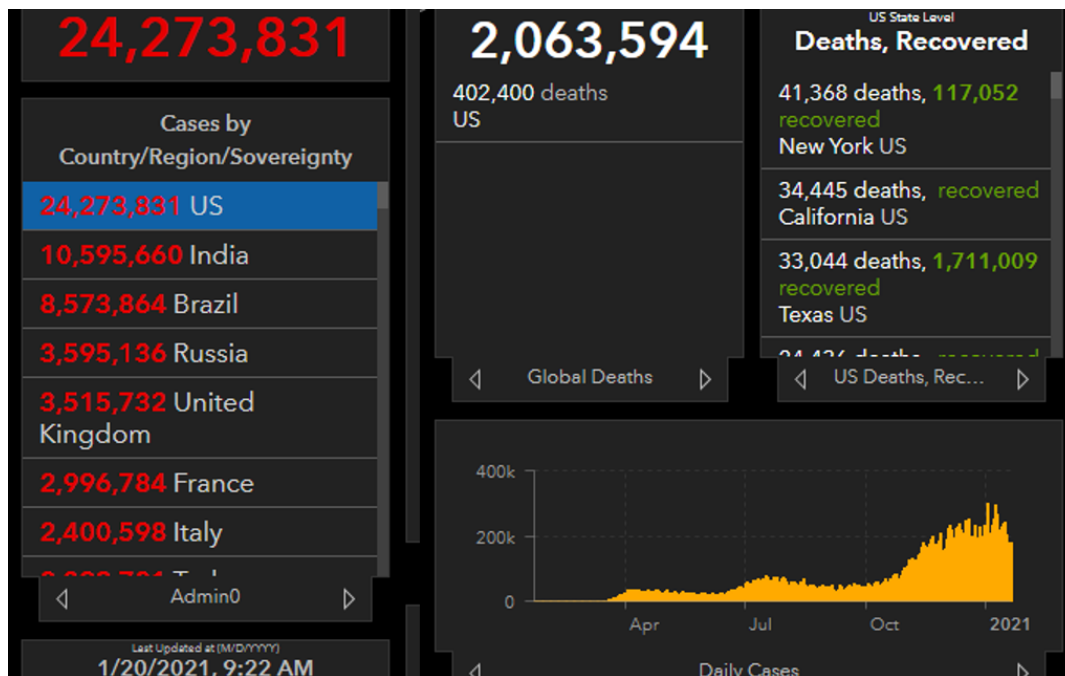 24,273,831
Cases by
Country/Region/Sovereignty
24,273,831 US
10,595,660 India
8,573,864 Brazil
3,595,136 Russia
3,515,732 United
Kingdom
2,996,784 France
2,400,598 Italy
Admin0
Last Updated at (M/D/YYYY)
1/20/2021, 9:22 AM
2,063,594
402,400 deaths
US
Global Deaths
US State Level
Deaths, Recovered
41,368 deaths, 117,052
recovered
New York US
34,445 deaths, recovered
California US
33,044 deaths, 1,711,009
recovered
Texas US
deaths, recovered
US Deaths, Rec...
400k
200k
0
Apr Jul Oct 2021
Daily Cases